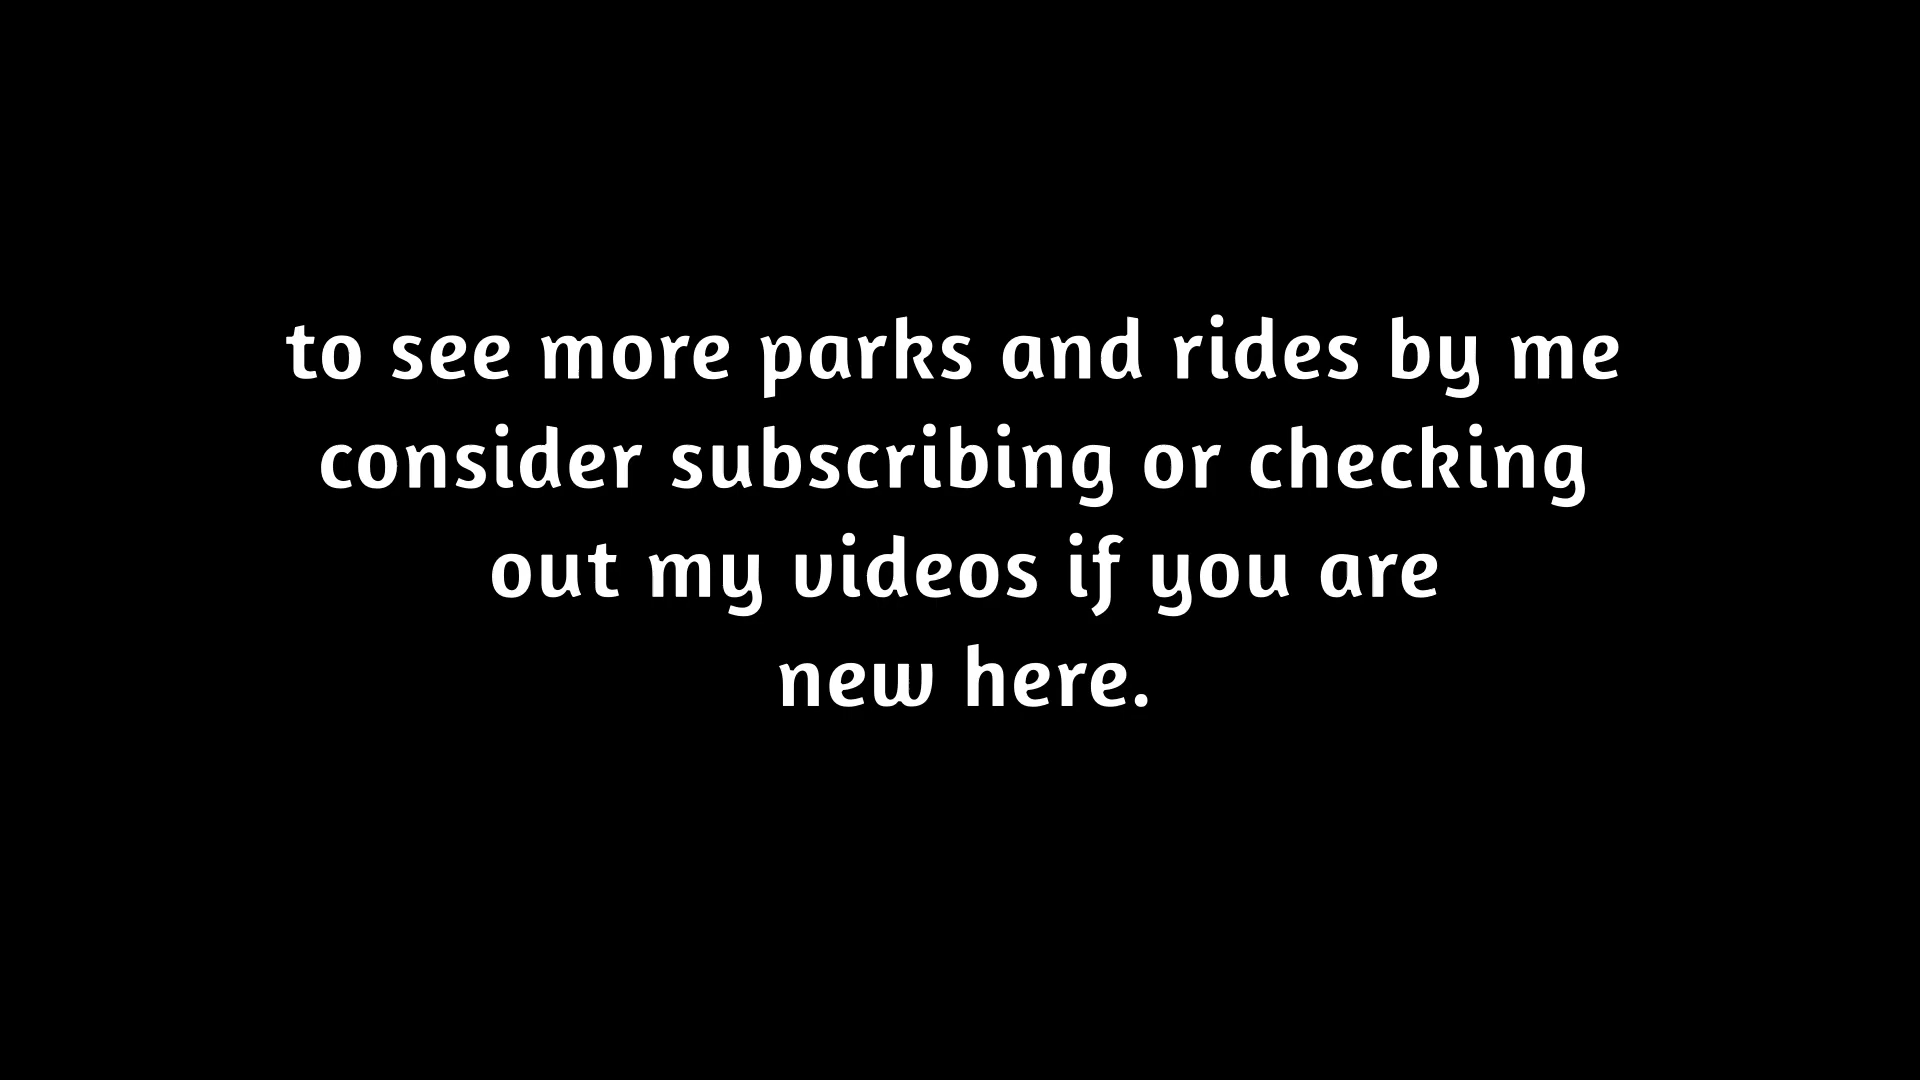 to see more parks and rides by me
consider subscribing or checking
out my videos if you are
new here.